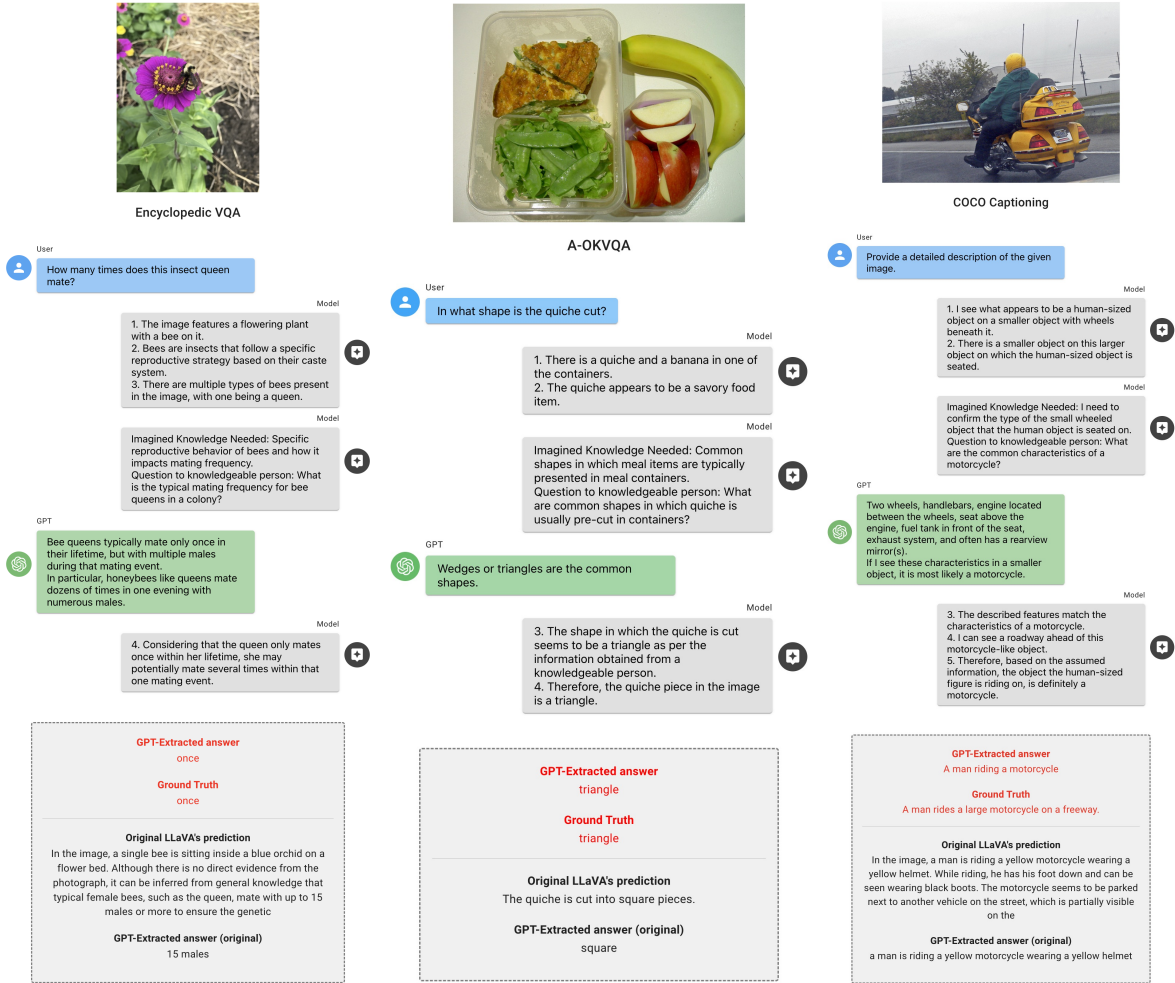 Encyclopedic VQA
User
How many times does this insect queen
mate?
Model
1. The image features a flowering plant
with a bee on it.
2. Bees are insects that follow a specific
reproductive strategy based on their caste
system.
3. There are multiple types of bees present
in the image, with one being a queen.
Model
Imagined Knowledge Needed: Specific
reproductive behavior of bees and how it
impacts mating frequency.
Question to knowledgeable person: What
is the typical mating frequency for bee
queens in a colony?
GPT
Bee queens typically mate only once in
their lifetime, but with multiple males
during that mating event.
In particular, honeybees like queens mate
dozens of times in one evening with
numerous males.
Model
4. Considering that the queen only mates
once within her lifetime, she may
potentially mate several times within that
one mating event.
GPT-Extracted answer
once
Ground Truth
once
Original LLaVA's prediction
In the image, a single bee is sitting inside a blue orchid on a
flower bed. Although there is no direct evidence from the
photograph, it can be inferred from general knowledge that
typical female bees, such as the queen, mate with up to 15
males or more to ensure the genetic
GPT-Extracted answer (original)
15 males
A-OKVQA
User
In what shape is the quiche cut?
Model
1. There is a quiche and a banana in one of
the containers.
2. The quiche appears to be a savory food
item.
Model
Imagined Knowledge Needed: Common
shapes in which meal items are typically
presented in meal containers.
Question to knowledgeable person: What
are common shapes in which quiche is
usually pre-cut in containers?
GPT
Wedges or triangles are the common
shapes.
Model
3. The shape in which the quiche is cut
seems to be a triangle as per the
information obtained from a
knowledgeable person.
4. Therefore, the quiche piece in the image
is a triangle.
GPT-Extracted answer
triangle
Ground Truth
triangle
Original LLaVA's prediction
The quiche is cut into square pieces.
GPT-Extracted answer (original)
square
COCO Captioning
User
Provide a detailed description of the given
image.
Model
1. I see what appears to be a human-sized
object on a smaller object with wheels
beneath it.
2. There is a smaller object on this larger
object on which the human-sized object is
seated.
Model
Imagined Knowledge Needed: I need to
confirm the type of the small wheeled
object that the human object is seated on.
Question to knowledgeable person: What
are the common characteristics of a
motorcycle?
GPT
Two wheels, handlebars, engine located
between the wheels, seat above the
engine, fuel tank in front of the seat,
exhaust system, and often has a rearview
mirror(s).
If I see these characteristics in a smaller
object, it is most likely a motorcycle.
Model
3. The described features match the
characteristics of a motorcycle.
4. I can see a roadway ahead of this
motorcycle-like object.
5. Therefore, based on the assumed
information, the object the human-sized
figure is riding on, is definitely a
motorcycle.
GPT-Extracted answer
A man riding a motorcycle
Ground Truth
A man rides a large motorcycle on a freeway.
Original LLaVA's prediction
In the image, a man is riding a yellow motorcycle wearing a
yellow helmet. While riding, he has his foot down and can be
seen wearing black boots. The motorcycle seems to be parked
next to another vehicle on the street, which is partially visible
on the
GPT-Extracted answer (original)
a man is riding a yellow motorcycle wearing a yellow helmet